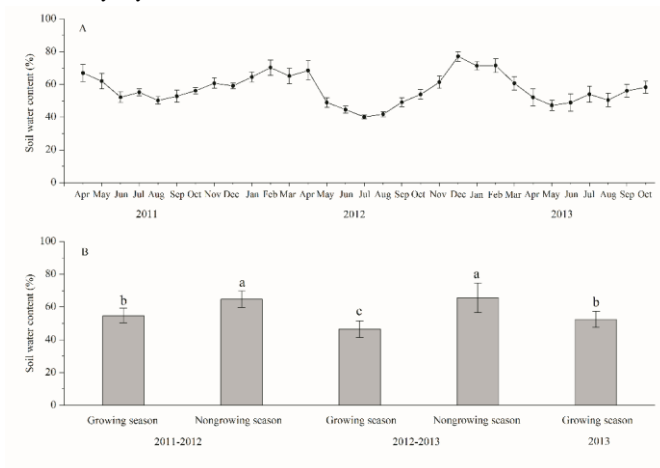 100
A
80
60
40
20
0
Soil water content (%)
Apr May Jun Jul Aug Sep Oct Nov Dec Jan Feb Mar Apr May Jun Jul Aug Sep Oct Nov Dec Jan Feb Mar Apr May Jun Jul Aug Sep Oct
2011 2012 2013
100
B
80
60
40
20
0
Soil water content (%)
b a c a b
Growing season Nongrowing season Growing season Nongrowing season Growing season
2011-2012 2012-2013 2013